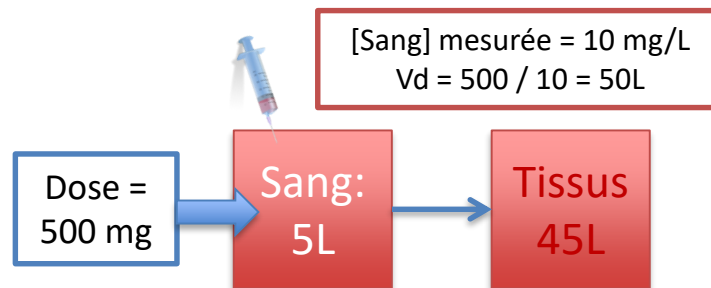 [Sang] mesurée = 10 mg/L
Vd = 500 / 10 = 50L
Dose =
500 mg
Sang:
5L
Tissus
45L